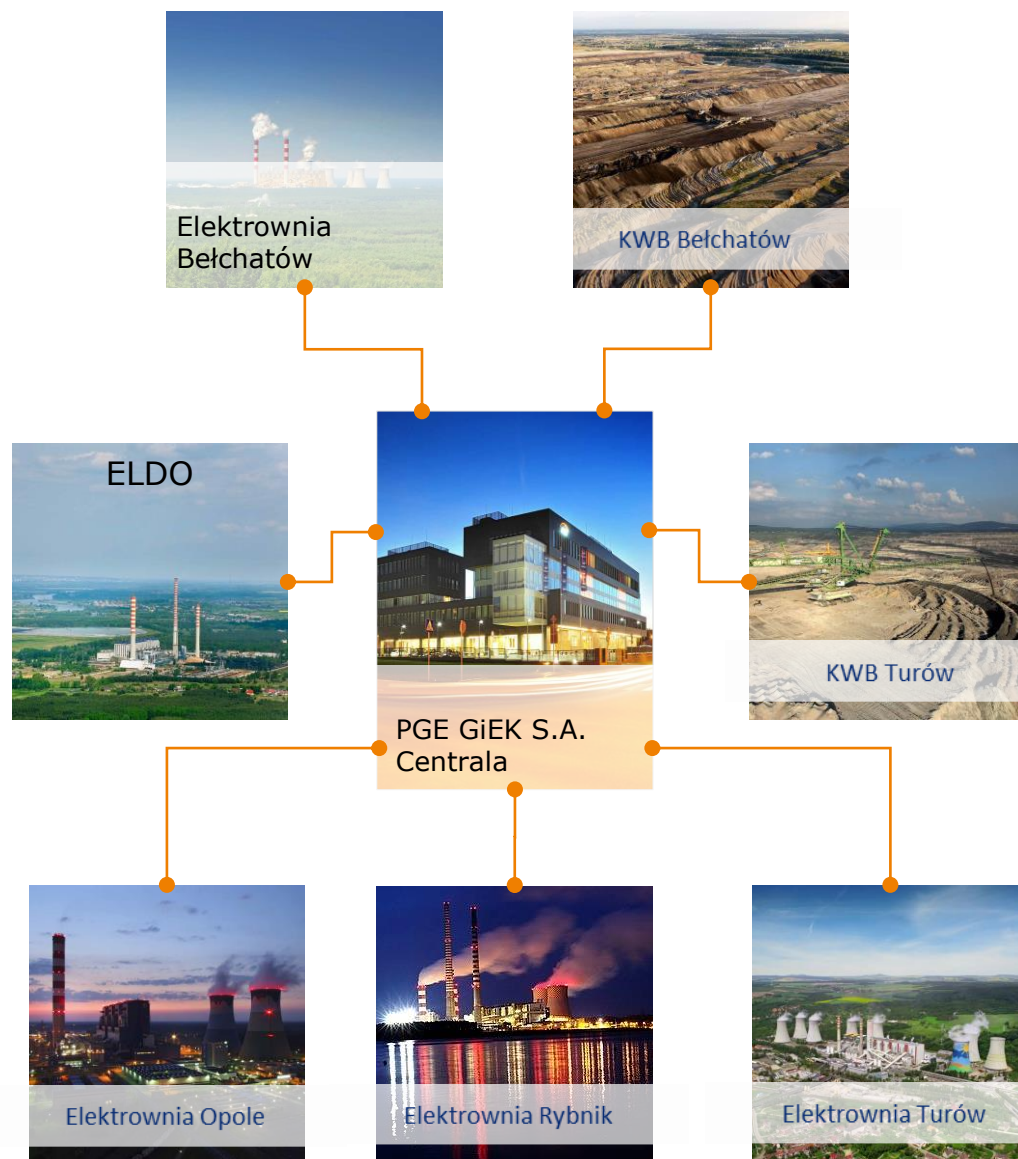 Elektrownia
Bełchatów
KWB Bełchatów
ELDO
PGE GiEK S.A.
Centrala
KWB Turów
Elektrownia Opole
Elektrownia Rybnik
Elektrownia Turów